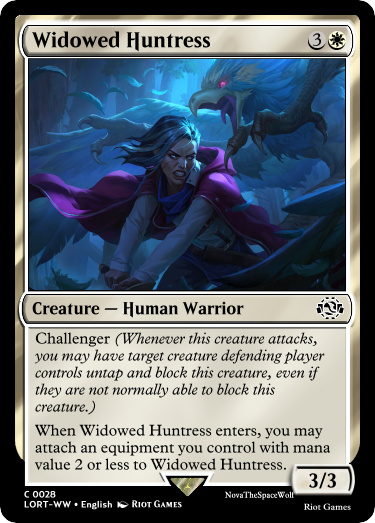 Widowed Huntress 3
Creature — Human Warrior
Challenger (Whenever this creature attacks,
you may have target creature defending player
controls untap and block this creature, even if
they are not normally able to block this
creature.)
When Widowed Huntress enters, you may
attach an equipment you control with mana
value 2 or less to Widowed Huntress.
3/3
C 0028
LORT-WW • English Riot Games
NovaTheSpaceWolf
Riot Games